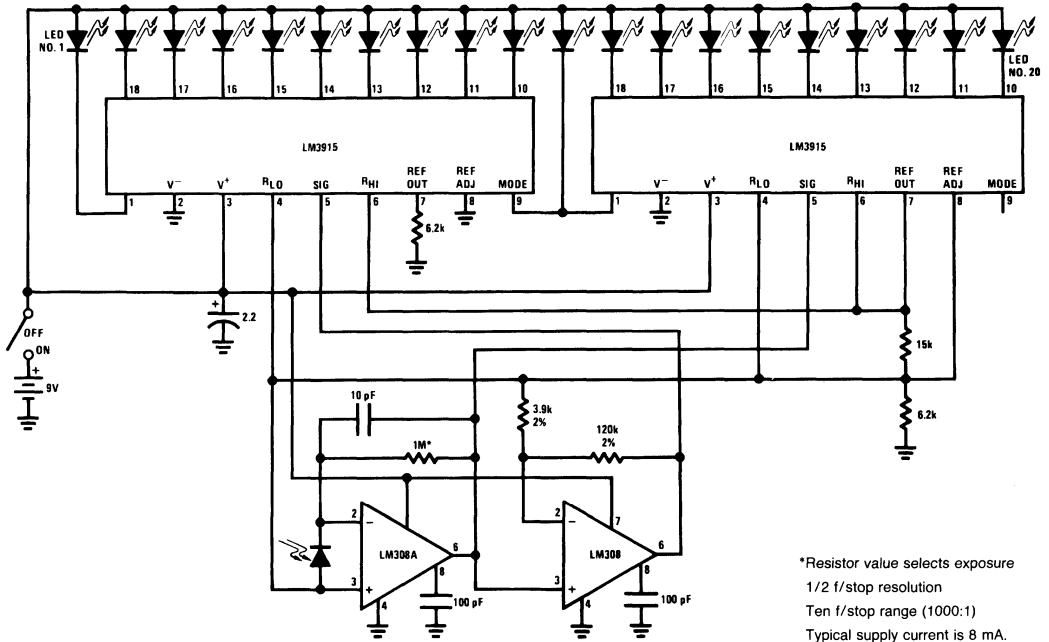 LED
NO. 1
LED
NO. 20
18 17 16 15 14 13 12 11 10
18 17 16 15 14 13 12 11 10
LM3915
LM3915
V− V+ RLO SIG RHI REF OUT REF ADJ MODE
V− V+ RLO SIG RHI REF OUT REF ADJ MODE
1 2 3 4 5 6 7 8 9
1 2 3 4 5 6 7 8 9
6.2k
+
2.2
OFF
ON
+
9V
15k
6.2k
10 pF
1M*
3.9k
2%
120k
2%
2 −
LM308A
6
3 +
8
4
100 pF
2 −
7
LM308
6
3 +
8
4
100 pF
*Resistor value selects exposure
1/2 f/stop resolution
Ten f/stop range (1000:1)
Typical supply current is 8 mA.